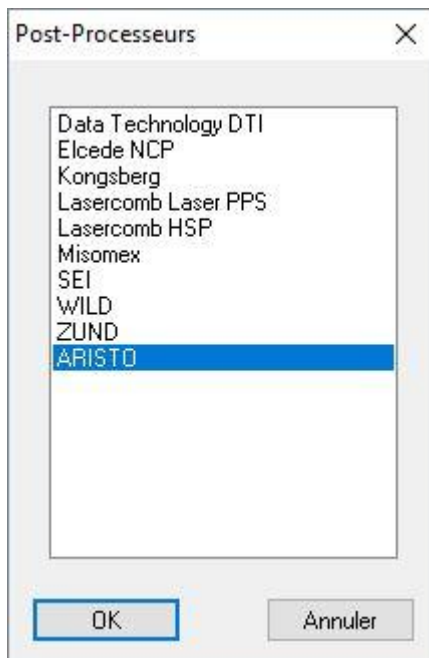 Post-Processeurs
Data Technology DTI
Elcede NCP
Kongsberg
Lasercomb Laser PPS
Lasercomb HSP
Misomex
SEI
WILD
ZUND
ARISTO
OK
Annuler